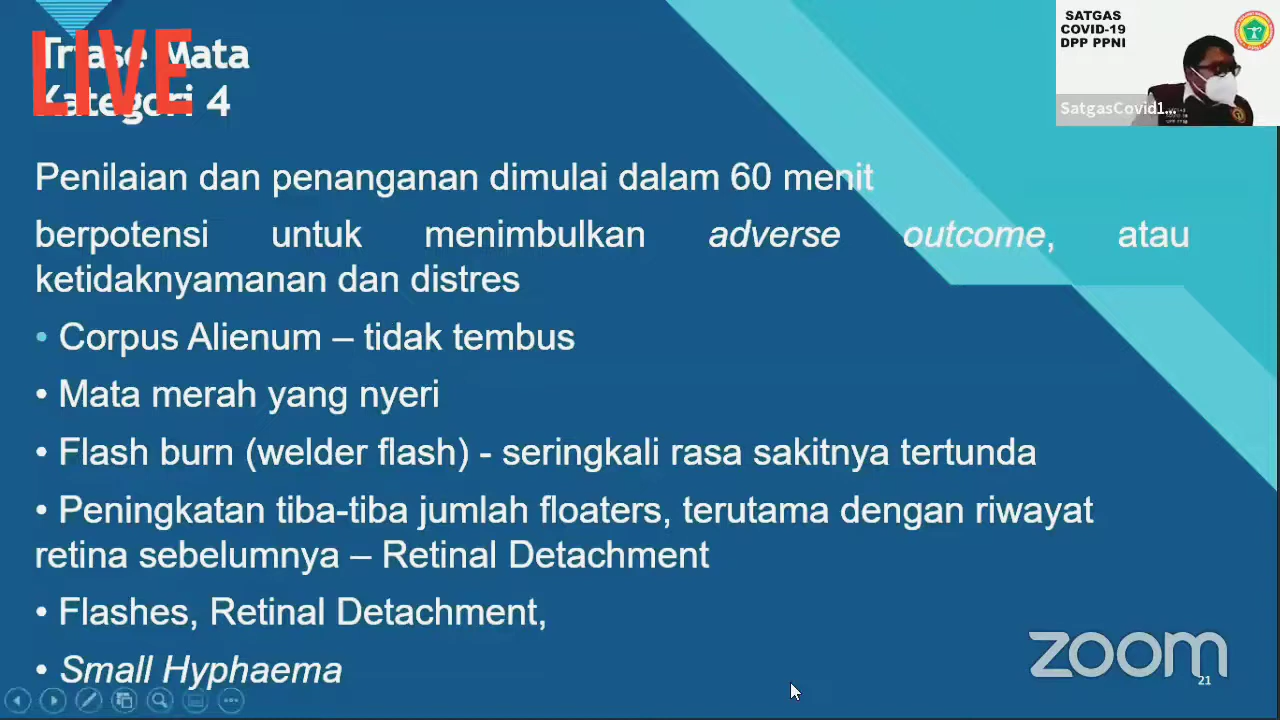 LIVE
Triase Mata
Kategori 4
SATGAS
COVID-19
DPP PPNI
SatgasCovid1...
Penilaian dan penanganan dimulai dalam 60 menit
berpotensi untuk menimbulkan adverse outcome, atau
ketidaknyamanan dan distres
• Corpus Alienum – tidak tembus
• Mata merah yang nyeri
• Flash burn (welder flash) - seringkali rasa sakitnya tertunda
• Peningkatan tiba-tiba jumlah floaters, terutama dengan riwayat
retina sebelumnya – Retinal Detachment
• Flashes, Retinal Detachment,
• Small Hyphaema
zoom
21